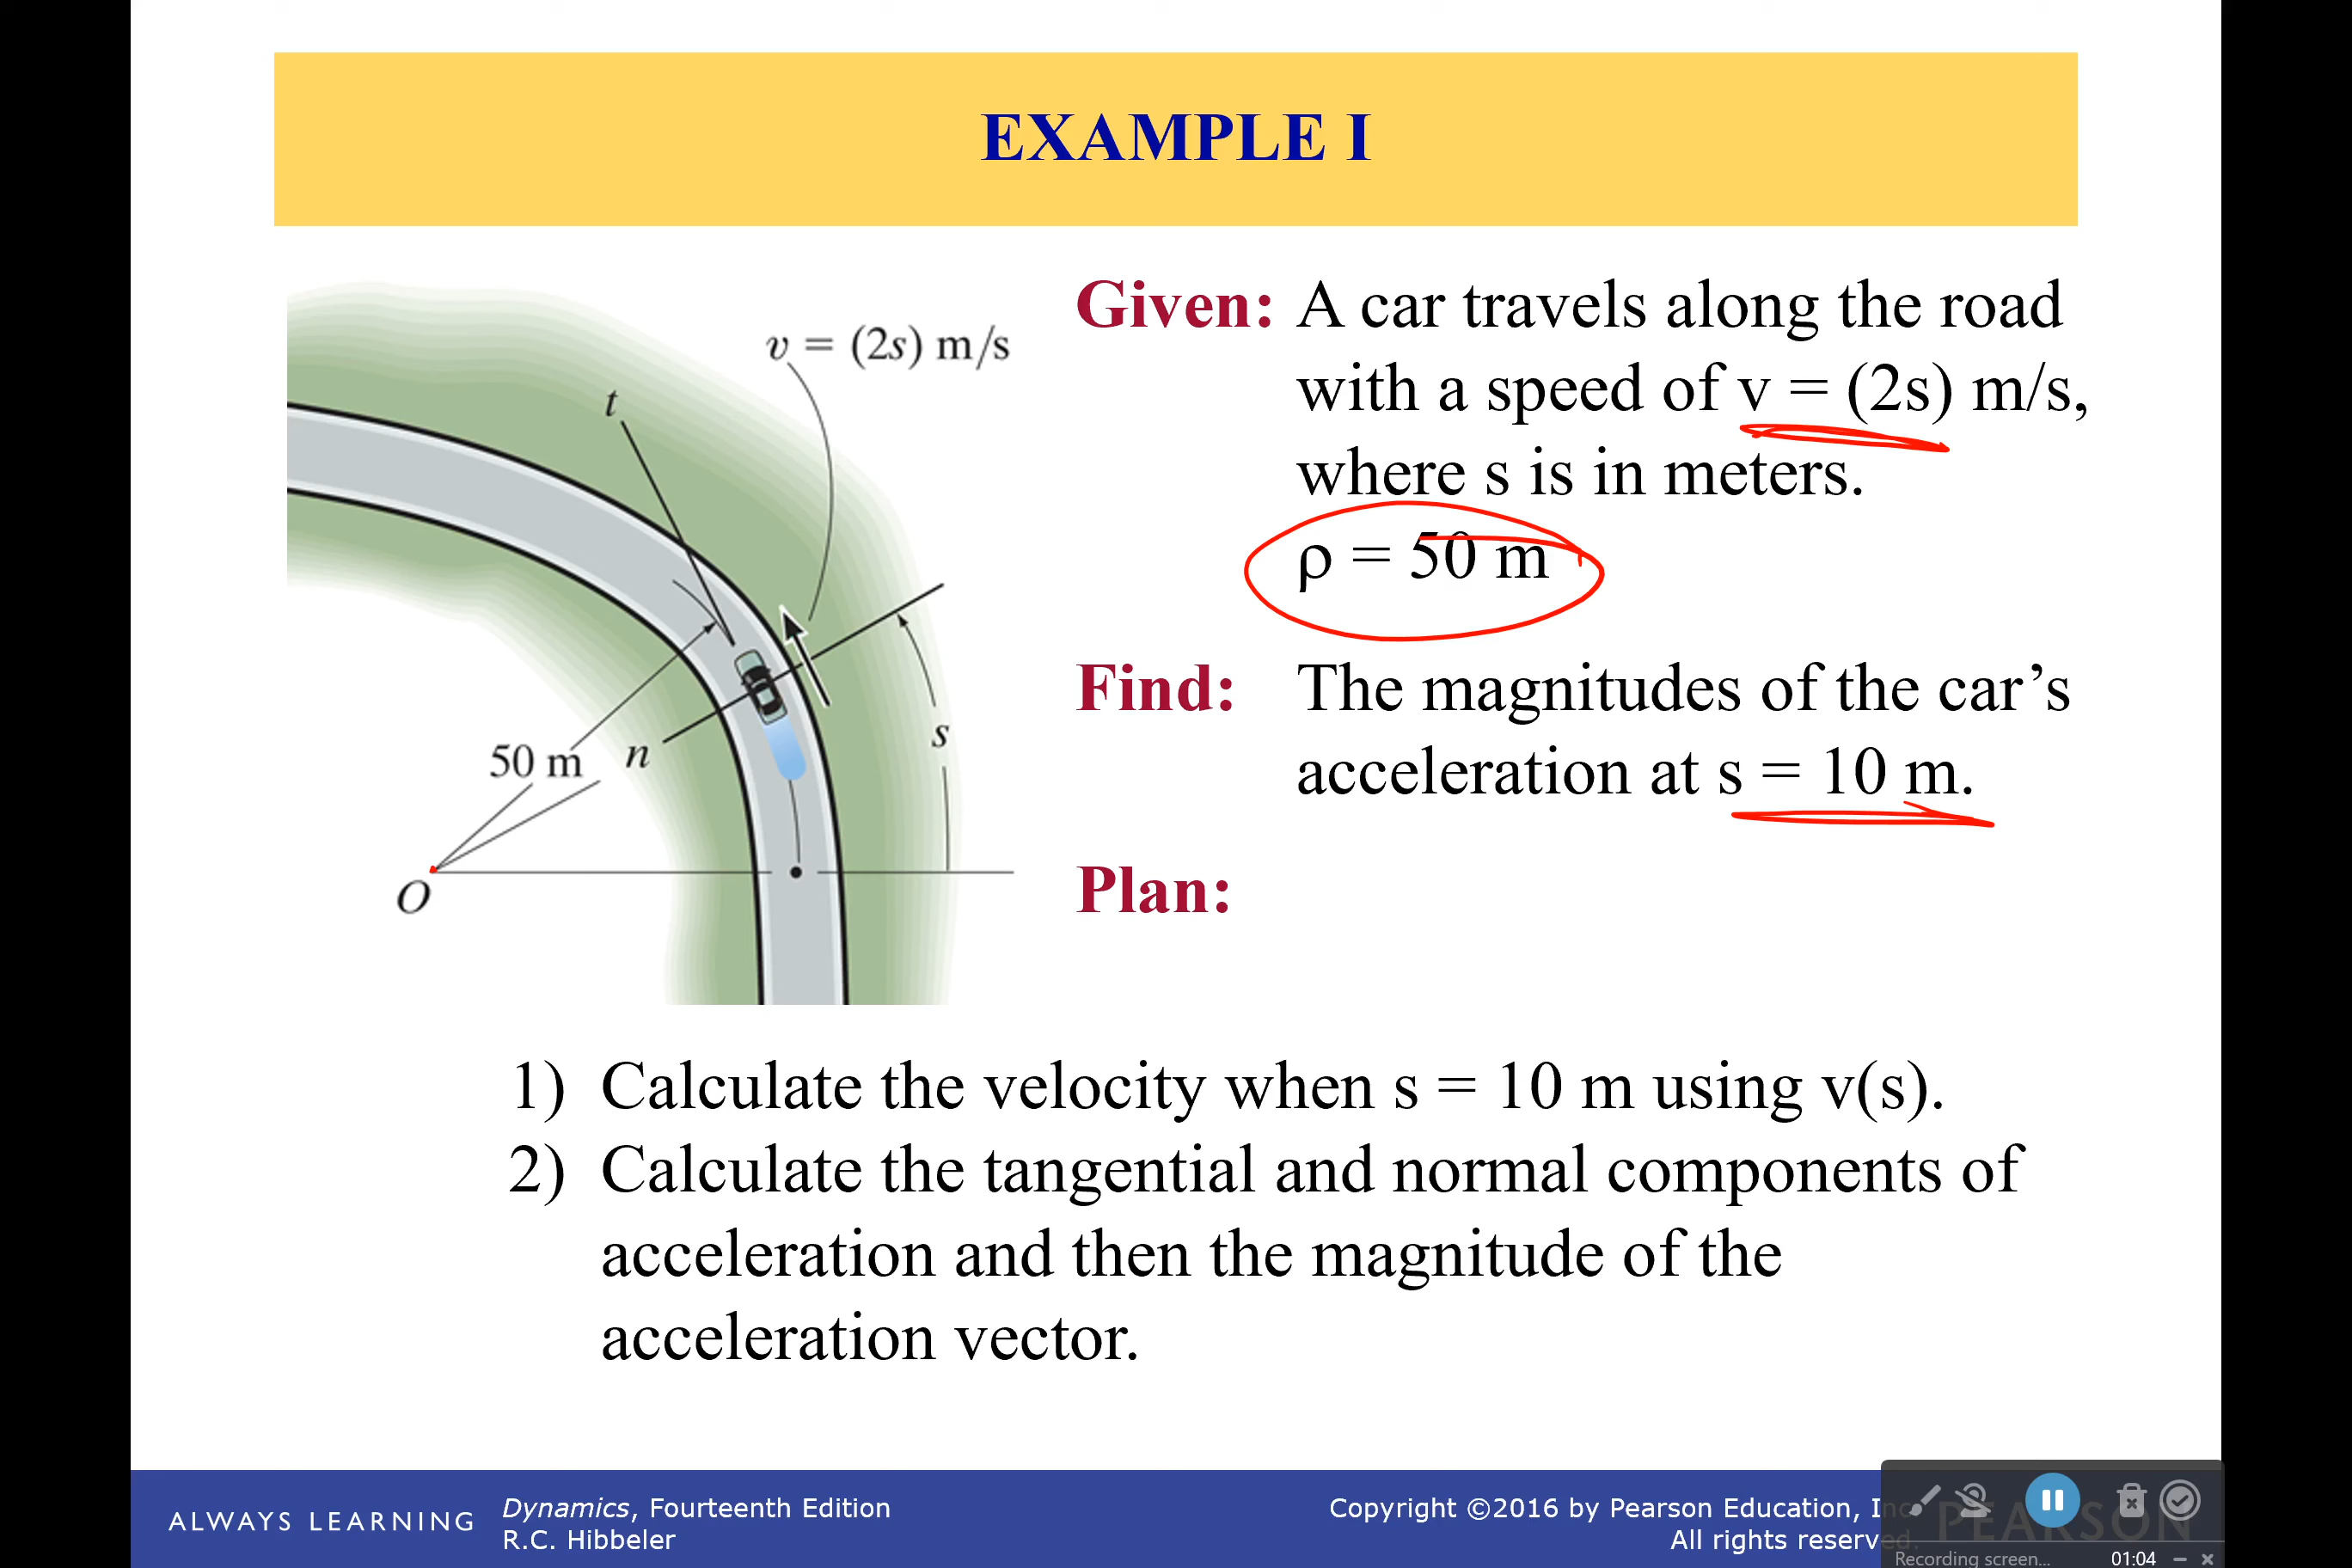 EXAMPLE I
v = (2s) m/s
t
50 m
n
s
O
Given: A car travels along the road
with a speed of v = (2s) m/s,
where s is in meters.
ρ = 50 m
Find: The magnitudes of the car’s
acceleration at s = 10 m.
Plan:
1) Calculate the velocity when s = 10 m using v(s).
2) Calculate the tangential and normal components of
acceleration and then the magnitude of the
acceleration vector.
ALWAYS LEARNING
Dynamics, Fourteenth Edition
R.C. Hibbeler
Copyright ©2016 by Pearson Education, Inc.
All rights reserved.
PEARSON
Recording screen... 01:04